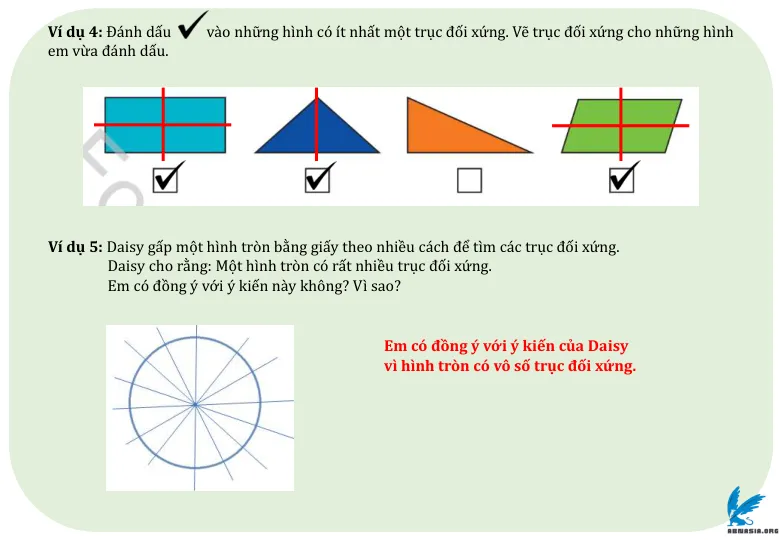 Ví dụ 4: Đánh dấu ✔ vào những hình có ít nhất một trục đối xứng. Vẽ trục đối xứng cho những hình
em vừa đánh dấu.
Ví dụ 5: Daisy gấp một hình tròn bằng giấy theo nhiều cách để tìm các trục đối xứng.
Daisy cho rằng: Một hình tròn có rất nhiều trục đối xứng.
Em có đồng ý với ý kiến này không? Vì sao?
Em có đồng ý với ý kiến của Daisy
vì hình tròn có vô số trục đối xứng.
ABMASIA.ORG